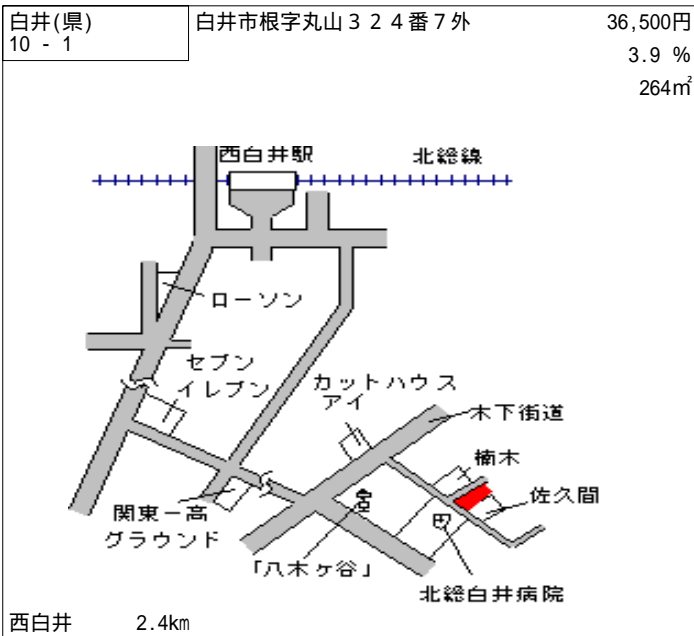 白井(県)
10 - 1
白井市根字丸山３２４番７外
36,500円
3.9 %
264㎡
西白井駅
北総線
ローソン
セブン
イレブン
カットハウス
アイ
木下街道
楠木
佐久間
関東一高
グラウンド
「八木ヶ谷」
北総白井病院
西白井 2.4km